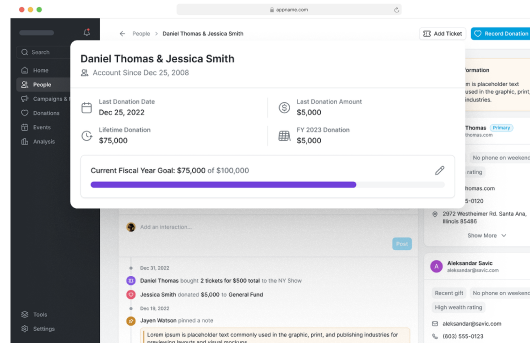 appname.com
People > Daniel Thomas & Jessica Smith
Add Ticket
Record Donation
Search
Home
People
Campaigns &
Donations
Events
Analysis
Tools
Settings
Daniel Thomas & Jessica Smith
Account Since Dec 25, 2008
Last Donation Date
Dec 25, 2022
Last Donation Amount
$5,000
Lifetime Donation
$75,000
FY 2023 Donation
$5,000
Current Fiscal Year Goal: $75,000 of $100,000
Add an interaction...
Post
Dec 31, 2022
Daniel Thomas bought 2 tickets for $500 total to the NY Show
Jessica Smith donated $5,000 to General Fund
Dec 19, 2022
Jayen Watson pinned a note
Lorem ipsum is placeholder text commonly used in the graphic, print, and publishing industries for
previewing layouts and visual mockups.
ormation
m is placeholder text
used in the graphic, print,
industries.
Thomas Primary
homas.com
No phone on weekend
rating
homas.com
5-0120
2972 Westheimer Rd. Santa Ana,
Illinois 85486
Show More
A
Aleksandar Savic
aleksandar@savic.com
Recent gift
No phone on weekend
High wealth rating
aleksandar@savic.com
(603) 555-0123